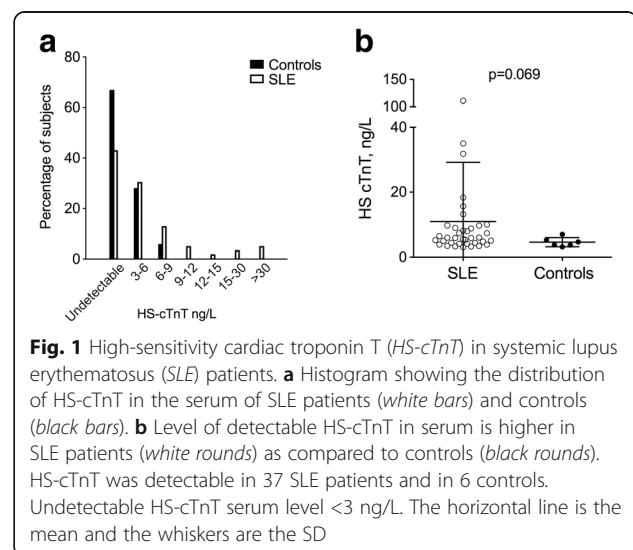 a
Percentage of subjects
80
60
40
20
0
Controls
SLE
Undetectable
3-6
6-9
9-12
12-15
15-30
>30
HS-cTnT ng/L
b
p=0.069
HS cTnT, ng/L
150
100
40
20
0
SLE
Controls
Fig. 1 High-sensitivity cardiac troponin T (HS-cTnT) in systemic lupus
erythematosus (SLE) patients. a Histogram showing the distribution
of HS-cTnT in the serum of SLE patients (white bars) and controls
(black bars). b Level of detectable HS-cTnT in serum is higher in
SLE patients (white rounds) as compared to controls (black rounds).
HS-cTnT was detectable in 37 SLE patients and in 6 controls.
Undetectable HS-cTnT serum level <3 ng/L. The horizontal line is the
mean and the whiskers are the SD